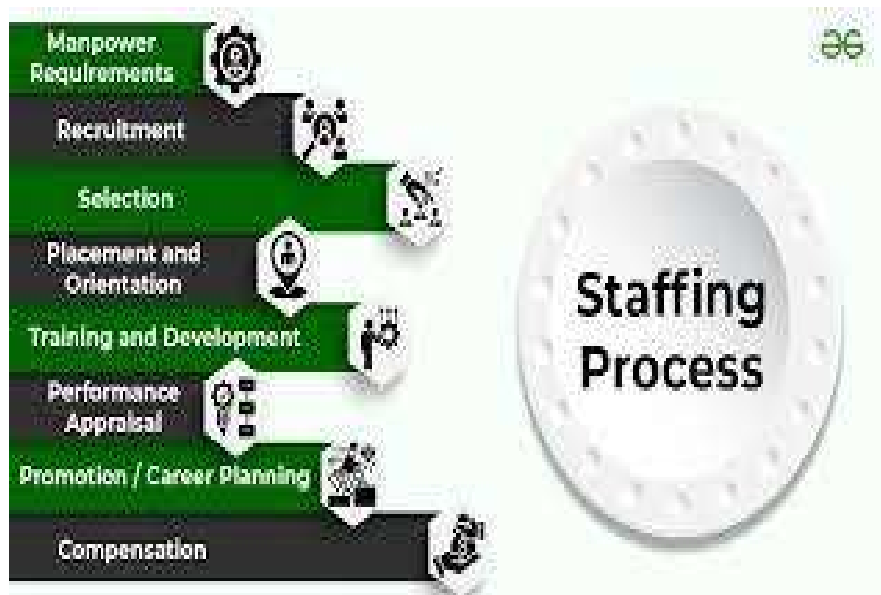 Manpower
Requirements
Recruitment
Selection
Placement and
Orientation
Training and Development
Performance
Appraisal
Promotion / Career Planning
Compensation
Staffing
Process